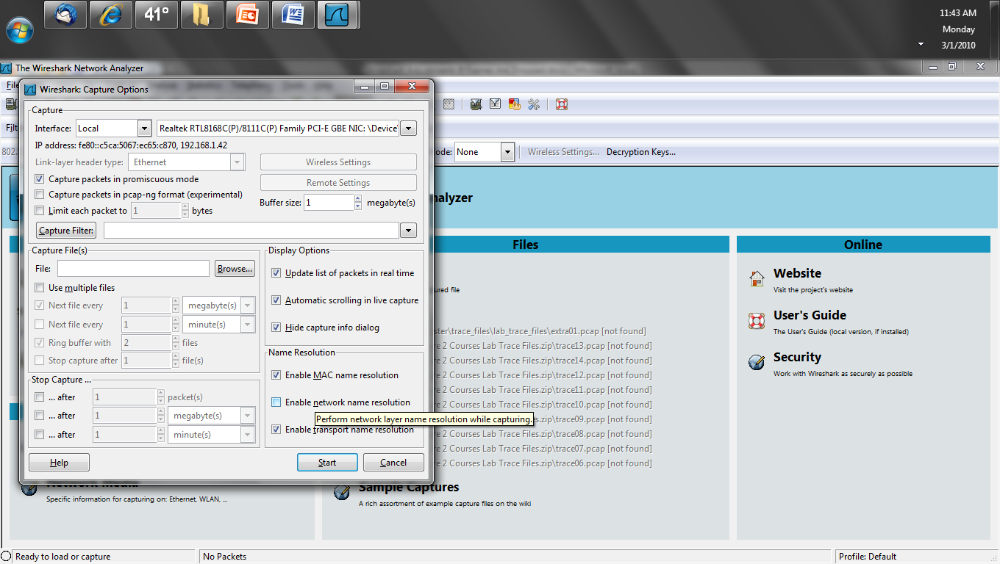 41°
11:43 AM
Monday
3/1/2010
The Wireshark Network Analyzer
Wireshark: Capture Options
Capture
Interface: Local Realtek RTL8168C(P)/8111C(P) Family PCI-E GBE NIC: \Device\
IP address: fe80::c5ca:5067:ec65:c870, 192.168.1.42
Link-layer header type: Ethernet Wireless Settings
Capture packets in promiscuous mode Remote Settings
Capture packets in pcap-ng format (experimental)
Buffer size: 1 megabyte(s)
Limit each packet to 1 bytes
Capture Filter:
Capture File(s)
File: Browse...
Use multiple files
Next file every 1 megabyte(s)
Next file every 1 minute(s)
Ring buffer with 2 files
Stop capture after 1 file(s)
Stop Capture ...
... after 1 packet(s)
... after 1 megabyte(s)
... after 1 minute(s)
Display Options
Update list of packets in real time
Automatic scrolling in live capture
Hide capture info dialog
Name Resolution
Enable MAC name resolution
Enable network name resolution
Perform network layer name resolution while capturing.
Enable transport name resolution
Help Start Cancel
None Wireless Settings... Decryption Keys...
Files
ster\trace_files\lab_trace_files\extra01.pcap [not found]
e 2 Courses Lab Trace Files.zip\trace13.pcap [not found]
e 2 Courses Lab Trace Files.zip\trace14.pcap [not found]
e 2 Courses Lab Trace Files.zip\trace12.pcap [not found]
e 2 Courses Lab Trace Files.zip\trace11.pcap [not found]
e 2 Courses Lab Trace Files.zip\trace10.pcap [not found]
e 2 Courses Lab Trace Files.zip\trace09.pcap [not found]
e 2 Courses Lab Trace Files.zip\trace08.pcap [not found]
e 2 Courses Lab Trace Files.zip\trace07.pcap [not found]
e 2 Courses Lab Trace Files.zip\trace06.pcap [not found]
Sample Captures
A rich assortment of example capture files on the wiki
Network Media
Specific information for capturing on: Ethernet, WLAN, ...
Online
Website
Visit the project's website
User's Guide
The User's Guide (local version, if installed)
Security
Work with Wireshark as securely as possible
Ready to load or capture
No Packets
Profile: Default